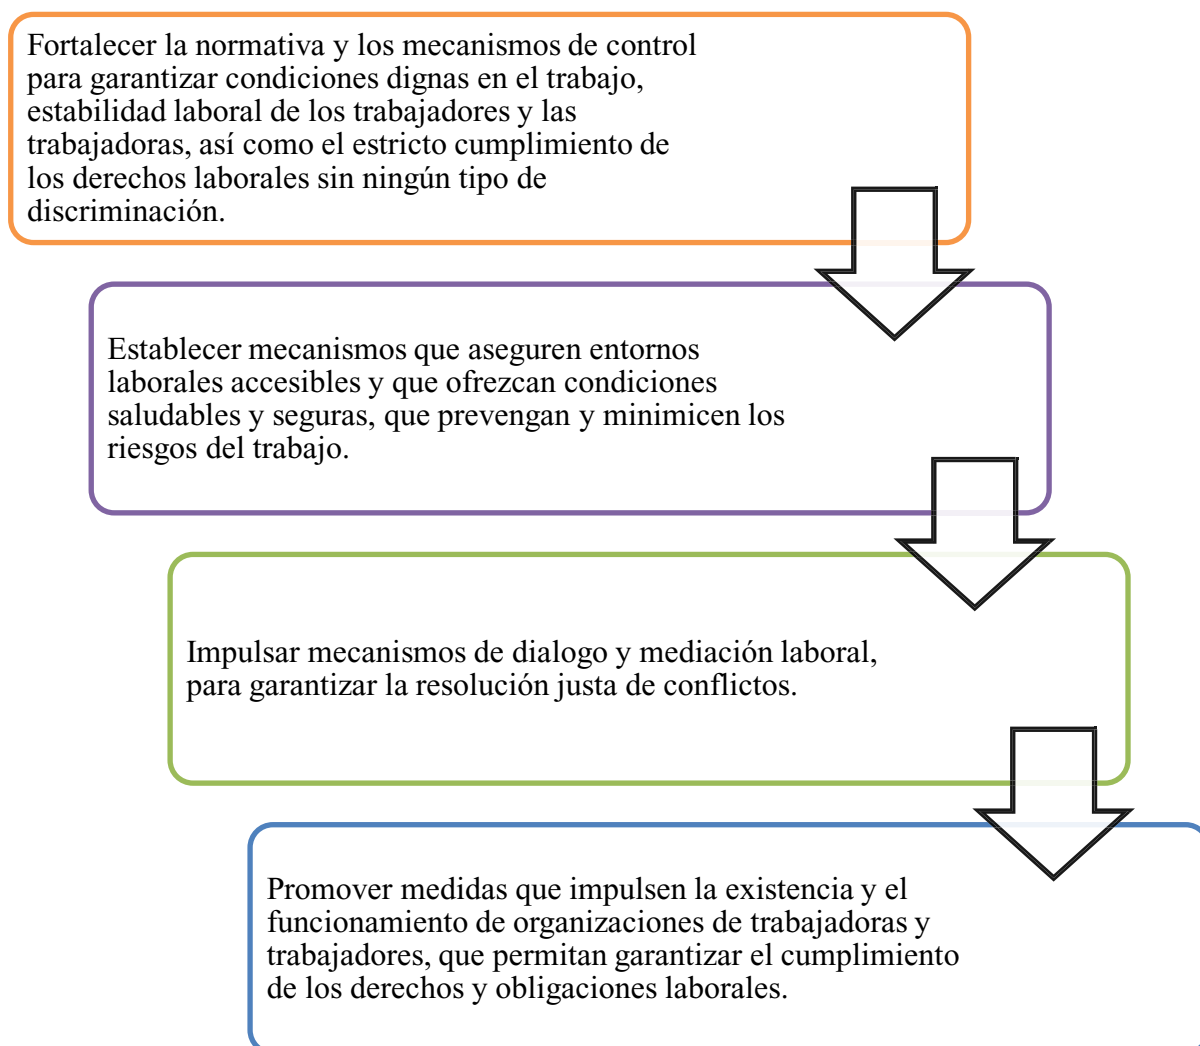 Fortalecer la normativa y los mecanismos de control
para garantizar condiciones dignas en el trabajo,
estabilidad laboral de los trabajadores y las
trabajadoras, así como el estricto cumplimiento de
los derechos laborales sin ningún tipo de
discriminación.
Establecer mecanismos que aseguren entornos
laborales accesibles y que ofrezcan condiciones
saludables y seguras, que prevengan y minimicen los
riesgos del trabajo.
Impulsar mecanismos de dialogo y mediación laboral,
para garantizar la resolución justa de conflictos.
Promover medidas que impulsen la existencia y el
funcionamiento de organizaciones de trabajadoras y
trabajadores, que permitan garantizar el cumplimiento
de los derechos y obligaciones laborales.